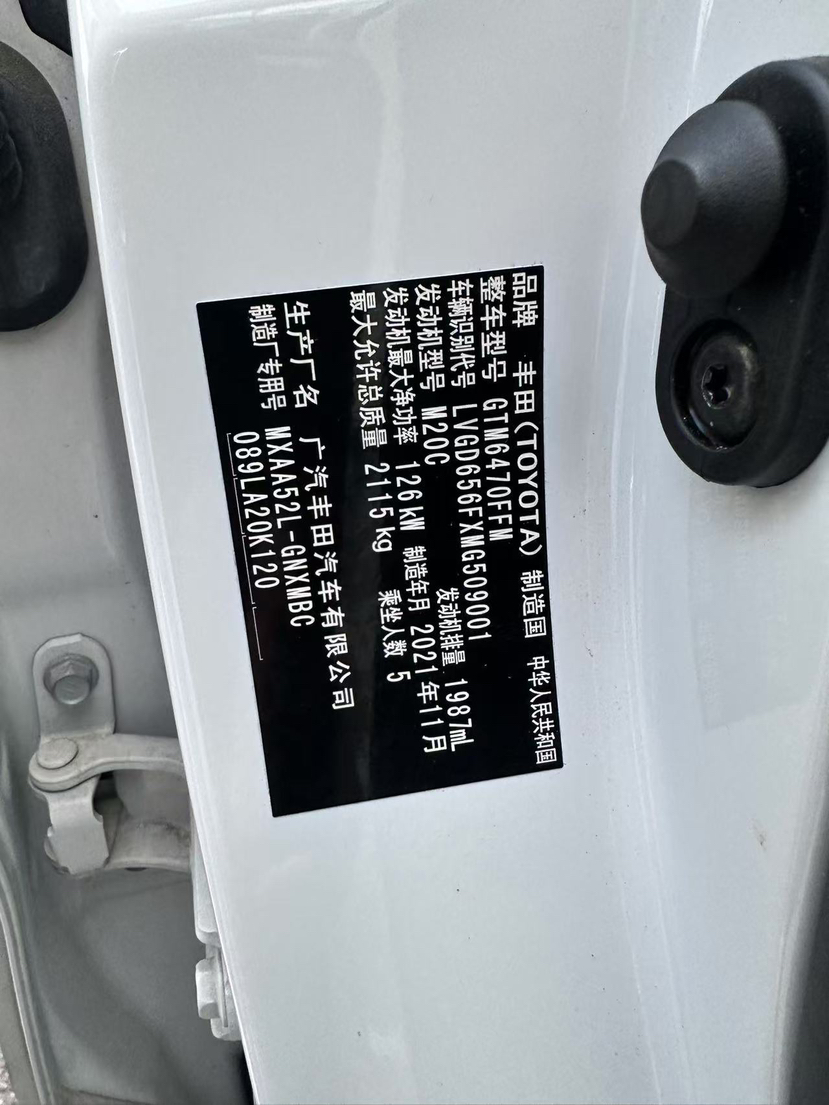 品牌 丰田(TOYOTA) 制造国 中华人民共和国
整车型号 GTM6470FFM
车辆识别代号 LVGD656FXMG509001
发动机型号 M20C 发动机排量 1987mL
发动机最大净功率 126kW 制造年月 2021年11月
最大允许总质量 2115kg 乘坐人数 5
生产厂名 广汽丰田汽车有限公司
制造厂专用号 MXAA52L-GNXMBC
089LA20K120